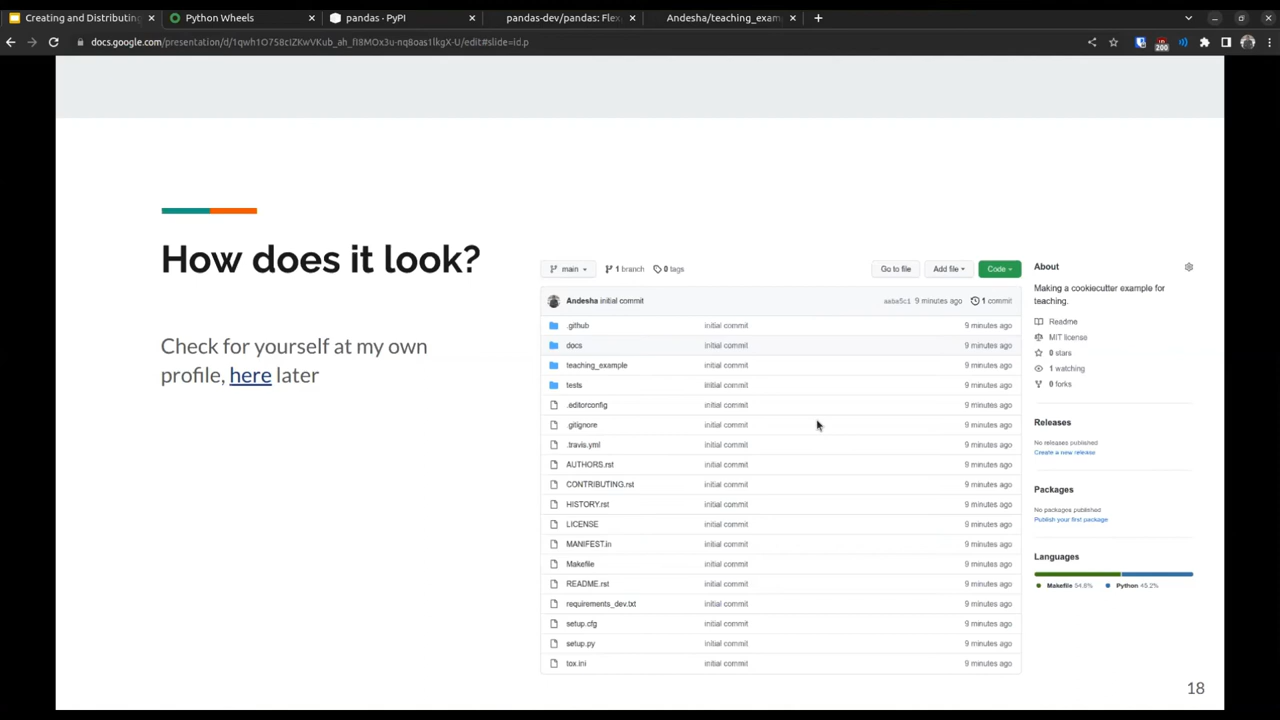 Creating and Distributing
Python Wheels
pandas · PyPI
pandas-dev/pandas: Flex
Andesha/teaching_exam
200
How does it look?
Check for yourself at my own
profile, here later
main
1 branch
0 tags
Go to file
Add file
Code
Andesha initial commit
9 minutes ago
1 commit
.github initial commit 9 minutes ago
docs initial commit 9 minutes ago
teaching_example initial commit 9 minutes ago
tests initial commit 9 minutes ago
.editorconfig initial commit 9 minutes ago
.gitignore initial commit 9 minutes ago
.travis.yml initial commit 9 minutes ago
AUTHORS.rst initial commit 9 minutes ago
CONTRIBUTING.rst initial commit 9 minutes ago
HISTORY.rst initial commit 9 minutes ago
LICENSE initial commit 9 minutes ago
MANIFEST.in initial commit 9 minutes ago
Makefile initial commit 9 minutes ago
README.rst initial commit 9 minutes ago
requirements_dev.txt initial commit 9 minutes ago
setup.cfg initial commit 9 minutes ago
setup.py initial commit 9 minutes ago
tox.ini initial commit 9 minutes ago
About
Making a cookiecutter example for
teaching.
Readme
MIT license
0 stars
1 watching
0 forks
Releases
No releases published
Create a new release
Packages
No packages published
Publish your first package
Languages
Makefile 54.8% Python 45.2%
18